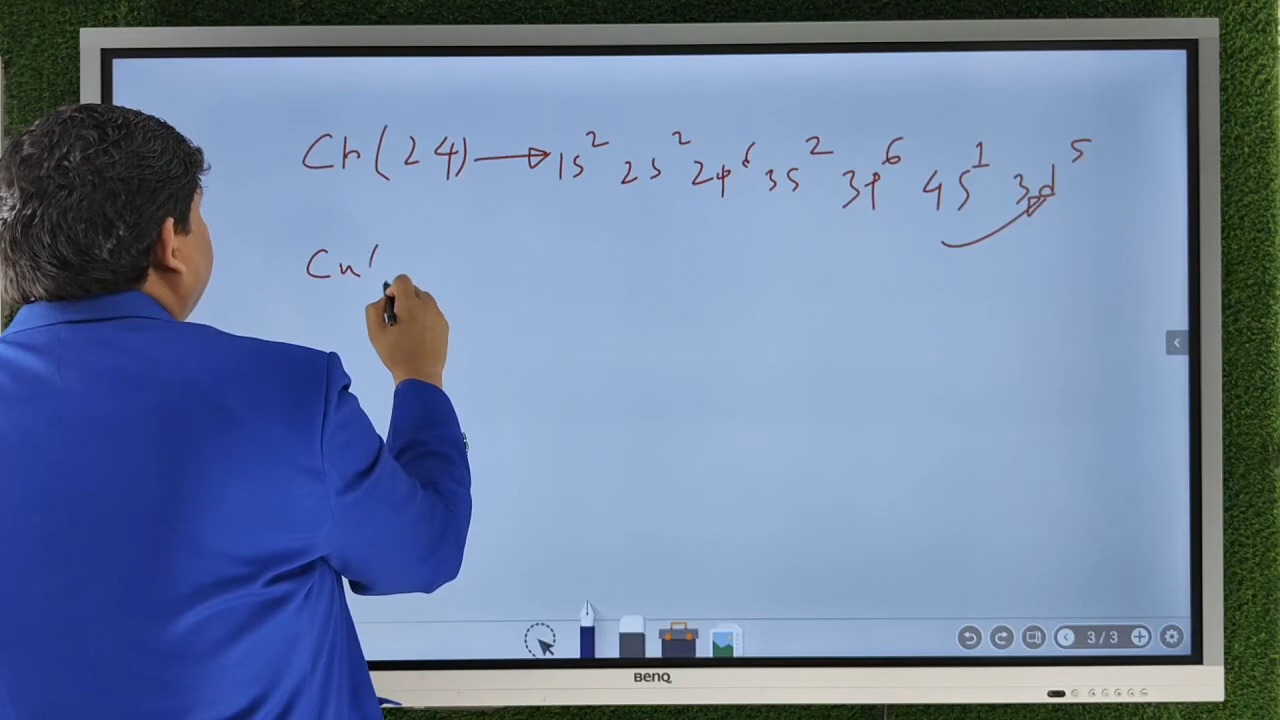 Cr(24)→1s² 2s² 2p⁶ 3s² 3p⁶ 4s¹ 3d⁵
Cu(
3/3
BENQ